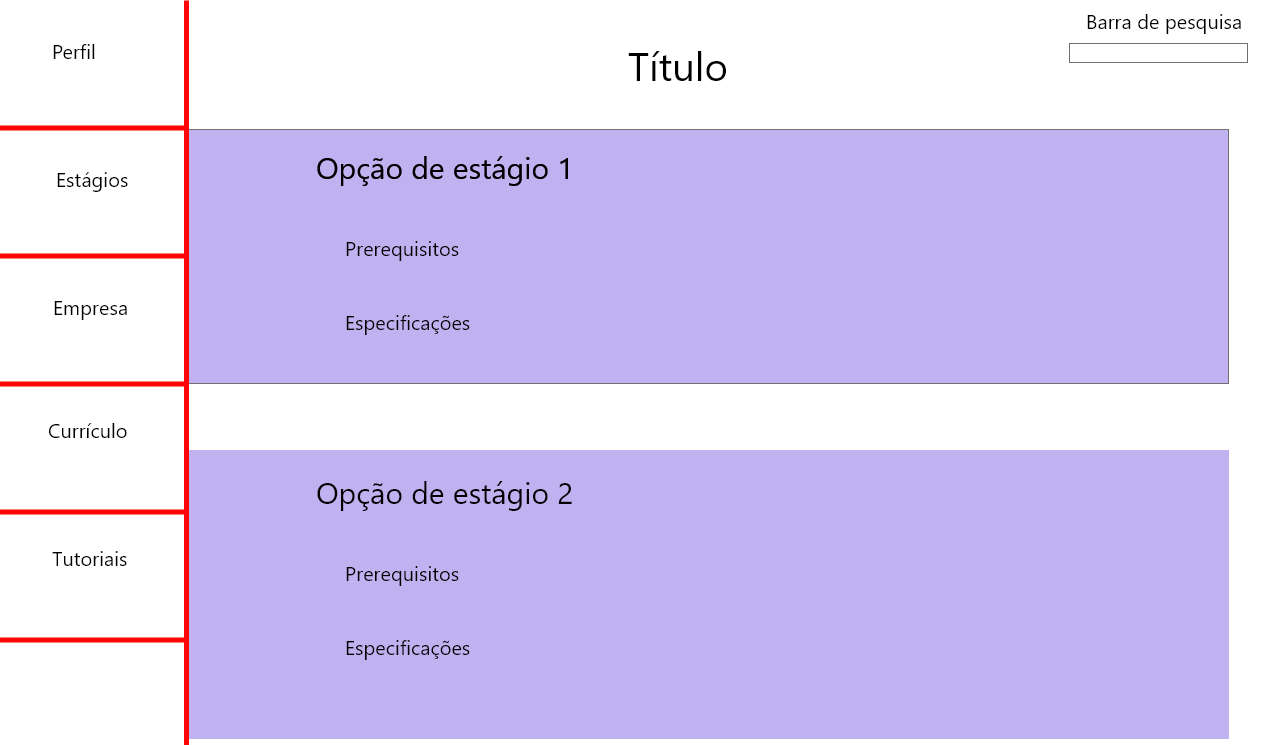 Perfil
Estágios
Empresa
Currículo
Tutoriais
Título
Barra de pesquisa
Opção de estágio 1
Prerequisitos
Especificações
Opção de estágio 2
Prerequisitos
Especificações